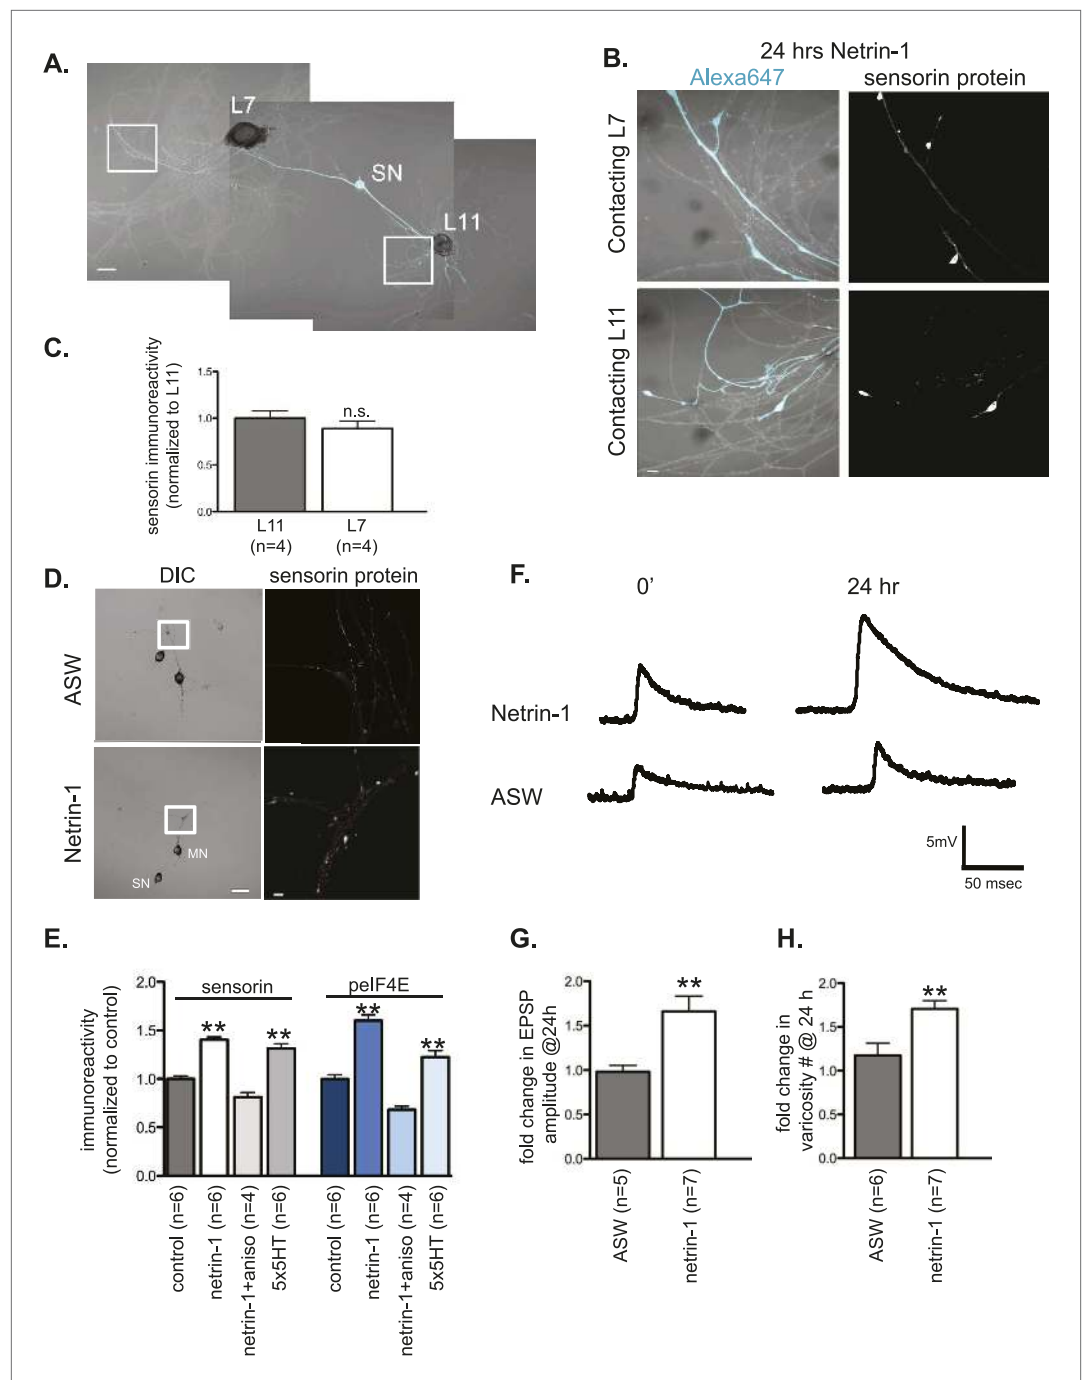 A.
L7
SN
L11
B.
24 hrs Netrin-1
Alexa647 sensorin protein
Contacting L7
Contacting L11
C.
sensorin immunoreactivity
(normalized to L11)
1.5
1.0
0.5
0.0
n.s.
L11 L7
(n=4) (n=4)
D.
DIC sensorin protein
ASW
Netrin-1
MN
SN
E.
immunoreactivity
(normalized to control)
2.0
1.5
1.0
0.5
0.0
sensorin peIF4E
** ** ** **
control (n=6)
netrin-1 (n=6)
netrin-1+aniso (n=4)
5x5HT (n=6)
control (n=6)
netrin-1 (n=6)
netrin-1+aniso (n=4)
5x5HT (n=6)
F.
0' 24 hr
Netrin-1
ASW
5mV
50 msec
G.
fold change in EPSP
amplitude @24h
2.0
1.5
1.0
0.5
0.0
**
ASW (n=5)
netrin-1 (n=7)
H.
fold change in
varicosity # @ 24 h
2.0
1.5
1.0
0.5
0.0
**
ASW (n=6)
netrin-1 (n=7)